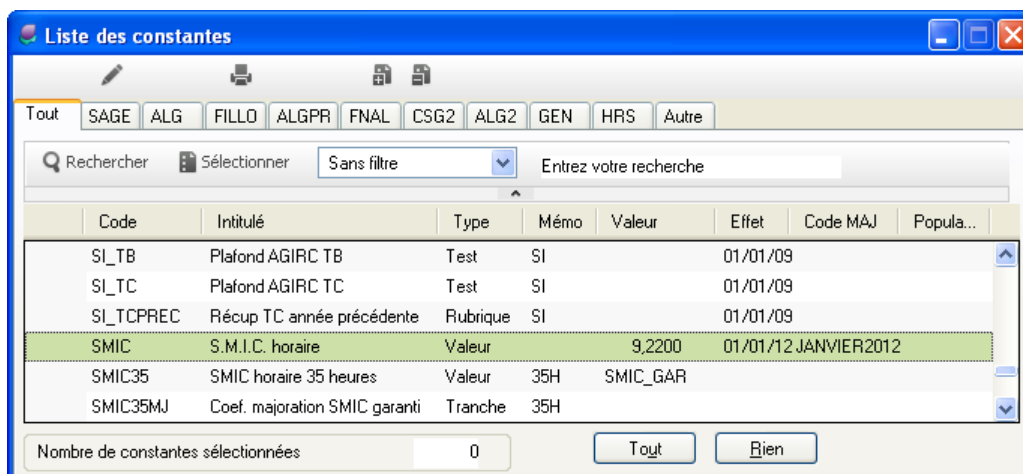 Liste des constantes
Tout SAGE ALG FILLO ALGPR FNAL CSG2 ALG2 GEN HRS Autre
Rechercher Sélectionner Sans filtre Entrez votre recherche
Code Intitulé Type Mémo Valeur Effet Code MAJ Popula...
SI_TB Plafond AGIRC TB Test SI 01/01/09
SI_TC Plafond AGIRC TC Test SI 01/01/09
SI_TCPREC Récup TC année précédente Rubrique SI 01/01/09
SMIC S.M.I.C. horaire Valeur 9,2200 01/01/12 JANVIER2012
SMIC35 SMIC horaire 35 heures Valeur 35H SMIC_GAR
SMIC35MJ Coef. majoration SMIC garanti Tranche 35H
Nombre de constantes sélectionnées 0 Tout Rien